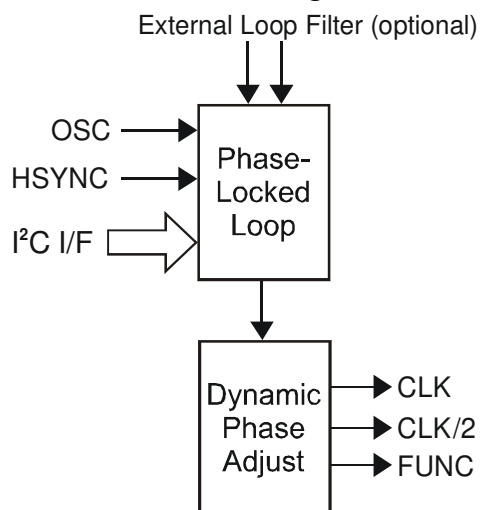 External Loop Filter (optional)
OSC
HSYNC
I²C I/F
Phase-
Locked
Loop
Dynamic
Phase
Adjust
CLK
CLK/2
FUNC